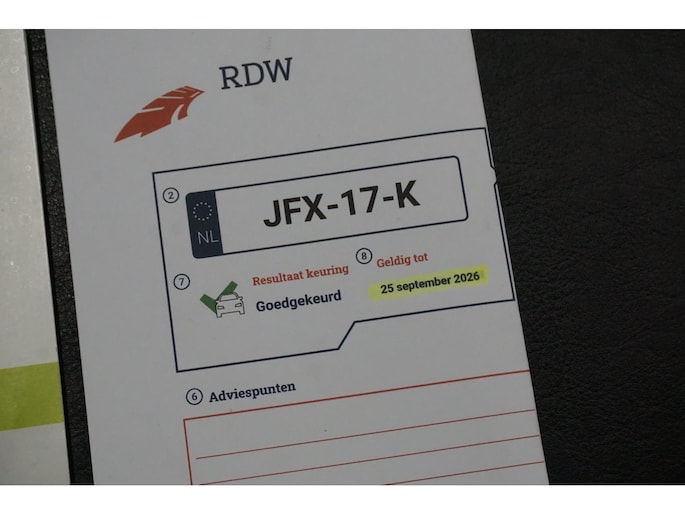 RDW
2
NL
JFX-17-K
7
Resultaat keuring
Goedgekeurd
8
Geldig tot
25 september 2026
6 Adviespunten